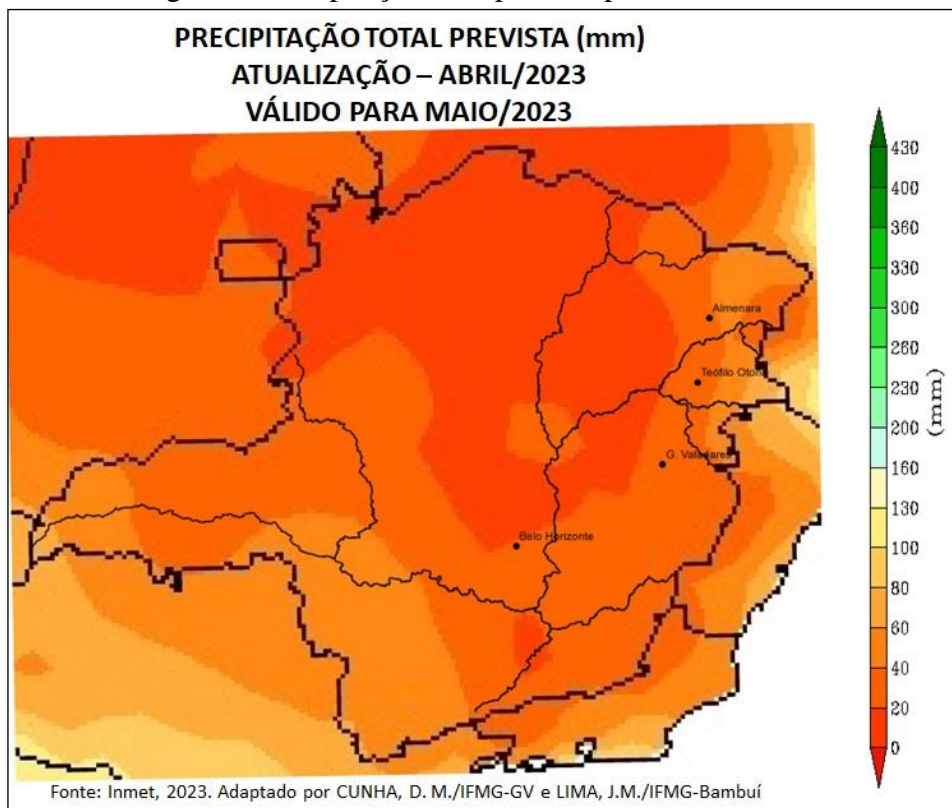 PRECIPITAÇÃO TOTAL PREVISTA (mm)
ATUALIZAÇÃO – ABRIL/2023
VÁLIDO PARA MAIO/2023
430
400
360
330
300
260
230
200
160
130
100
80
60
40
20
0
(mm)
Almenara
Teófilo Otoni
G. Valadares
Belo Horizonte
Fonte: Inmet, 2023. Adaptado por CUNHA, D. M./IFMG-GV e LIMA, J.M./IFMG-Bambuí